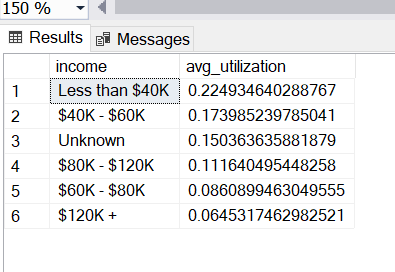 150 %
Results Messages
income avg_utilization
1 Less than $40K 0.224934640288767
2 $40K - $60K 0.173985239785041
3 Unknown 0.150363635881879
4 $80K - $120K 0.111640495448258
5 $60K - $80K 0.0860899463049555
6 $120K + 0.0645317462982521